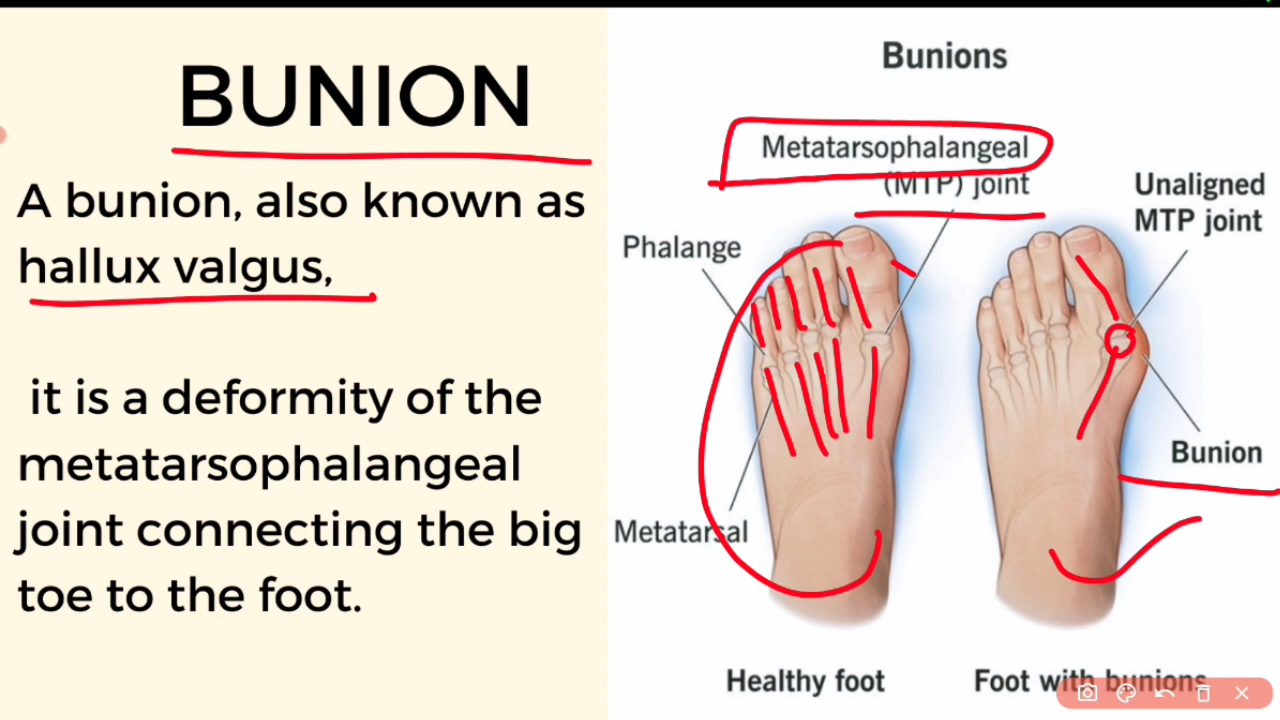 BUNION
A bunion, also known as
hallux valgus,
it is a deformity of the
metatarsophalangeal
joint connecting the big
toe to the foot.
Bunions
Metatarsophalangeal
(MTP) joint
Unaligned
MTP joint
Phalange
Bunion
Metatarsal
Healthy foot
Foot with bunions